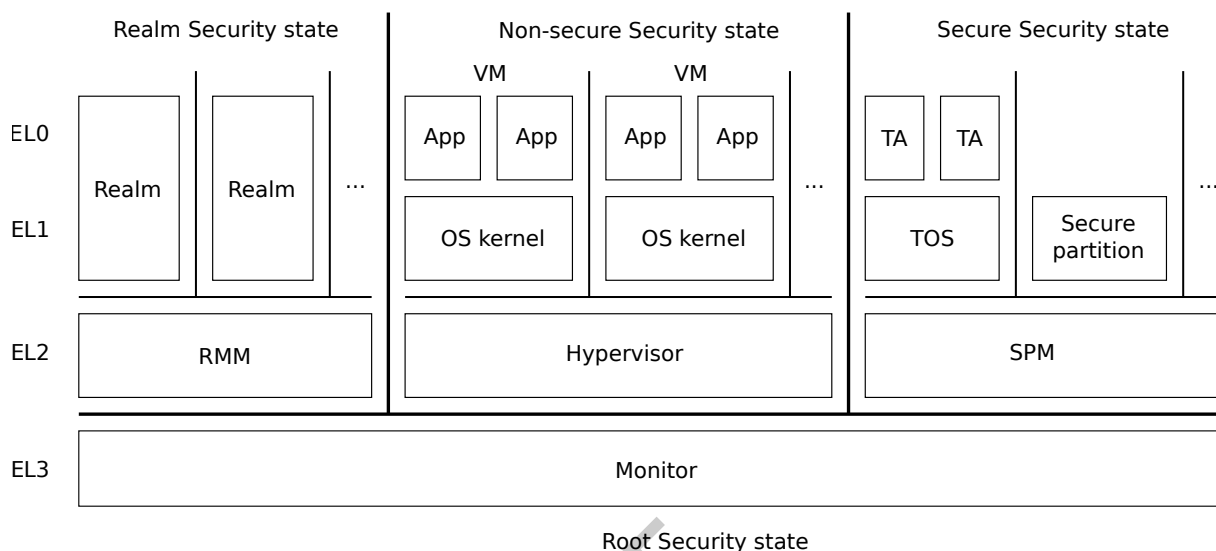 Realm Security state Non-secure Security state Secure Security state
VM VM
EL0 App App App App TA TA
Realm Realm ... ... ...
EL1 OS kernel OS kernel TOS Secure partition
EL2 RMM Hypervisor SPM
EL3 Monitor
Root Security state